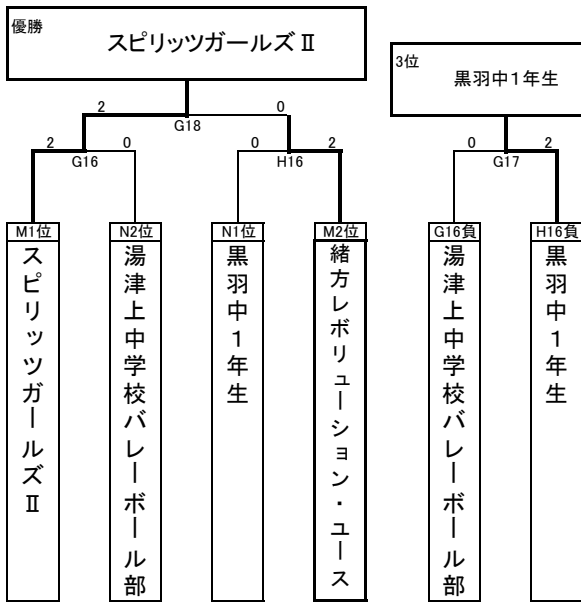 優勝
スピリッツガールズⅡ
3位
黒羽中1年生
2
0
G18
2
0
0
2
0
2
G16
H16
G17
M1位
N2位
N1位
M2位
G16負
H16負
スピリッツガールズⅡ
湯津上中学校バレーボール部
黒羽中1年生
緒方レボリューション・ユース
湯津上中学校バレーボール部
黒羽中1年生